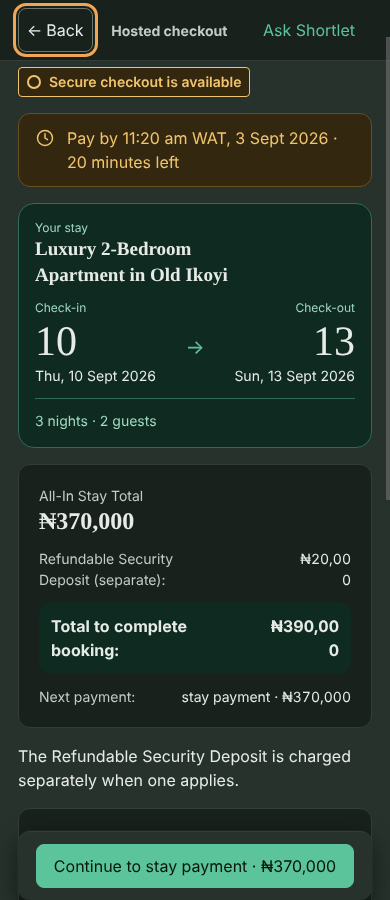 ← Back
Hosted checkout
Ask Shortlet
Secure checkout is available
Pay by 11:20 am WAT, 3 Sept 2026 ·
20 minutes left
Your stay
Luxury 2-Bedroom
Apartment in Old Ikoyi
Check-in
Check-out
10
→
13
Thu, 10 Sept 2026
Sun, 13 Sept 2026
3 nights · 2 guests
All-In Stay Total
₦370,000
Refundable Security
Deposit (separate):
₦20,00
0
Total to complete
booking:
₦390,00
0
Next payment:
stay payment · ₦370,000
The Refundable Security Deposit is charged
separately when one applies.
Continue to stay payment · ₦370,000